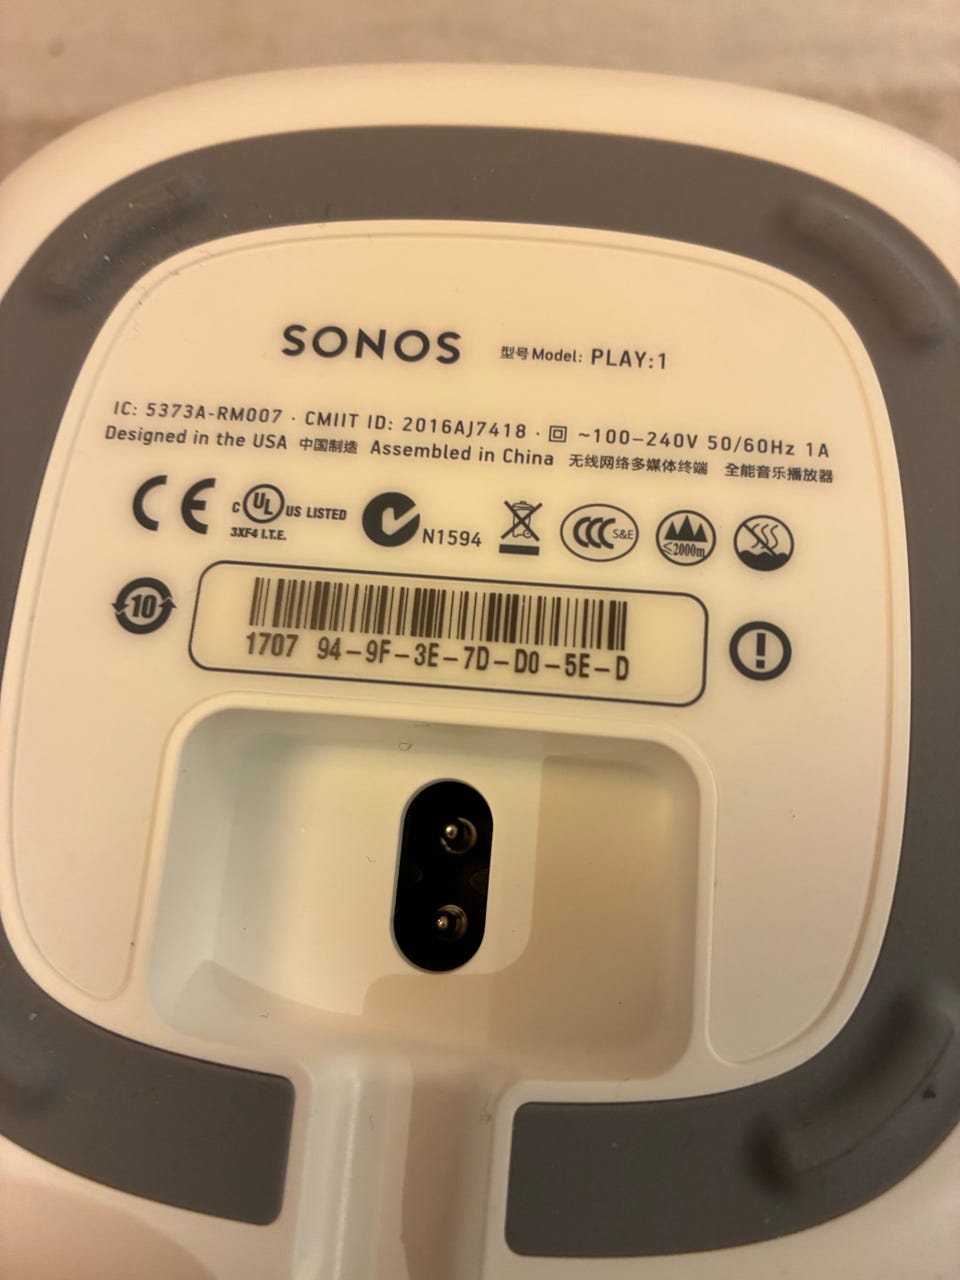 SONOS 型号 Model: PLAY:1
IC: 5373A-RM007 · CMIIT ID: 2016AJ7418 · ~100–240V 50/60Hz 1A
Designed in the USA 中国制造 Assembled in China 无线网络多媒体终端 全能音乐播放器
CE C UL US LISTED N1594 CCC S&E ≤2000m
3XF4 I.T.E.
10
1707 94–9F–3E–7D–D0–5E–D
!